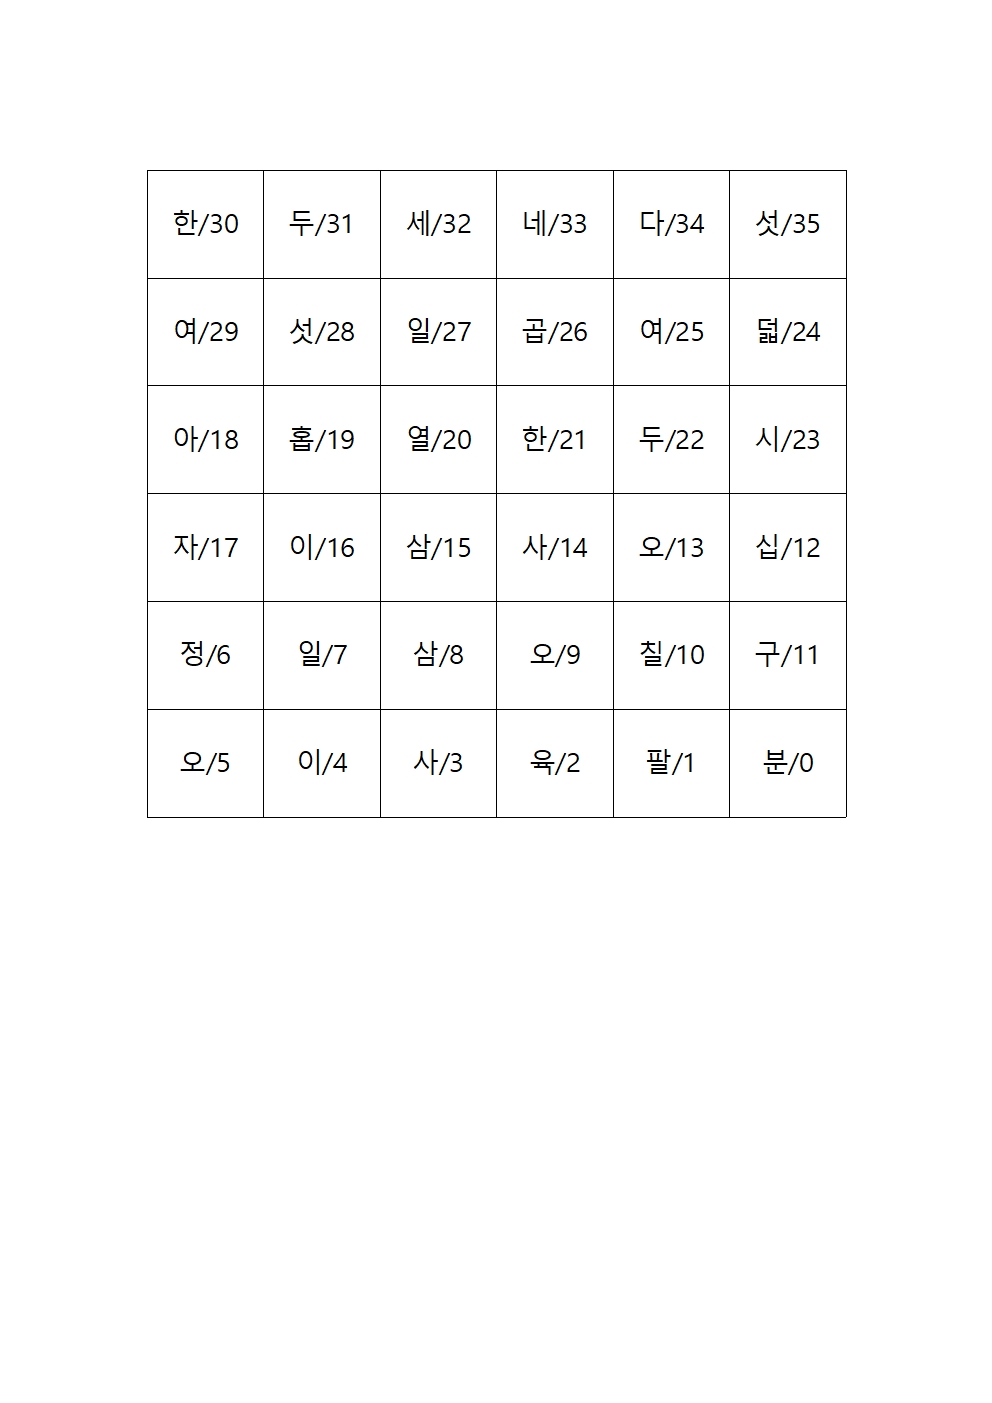 한/30 두/31 세/32 네/33 다/34 섯/35
여/29 섯/28 일/27 곱/26 여/25 덟/24
아/18 홉/19 열/20 한/21 두/22 시/23
자/17 이/16 삼/15 사/14 오/13 십/12
정/6 일/7 삼/8 오/9 칠/10 구/11
오/5 이/4 사/3 육/2 팔/1 분/0